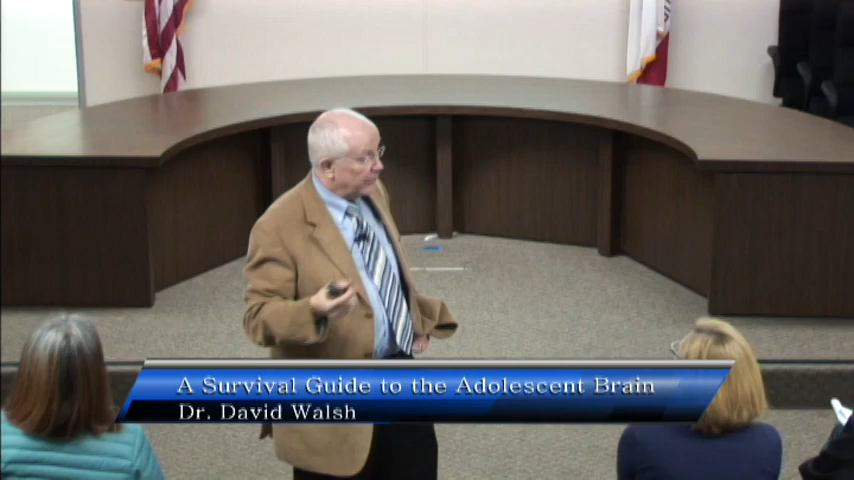 A Survival Guide to the Adolescent Brain
Dr. David Walsh